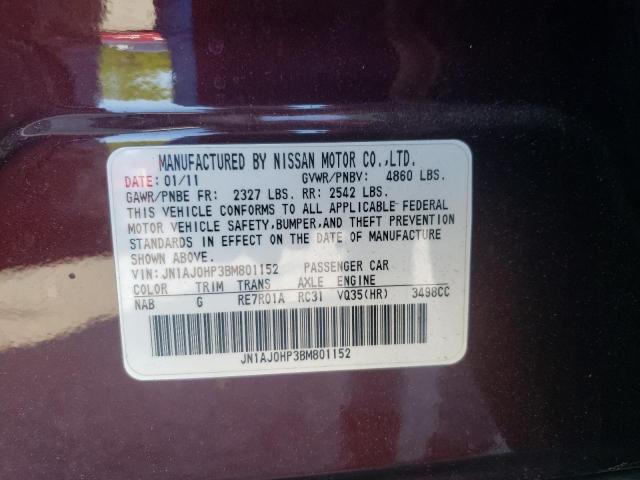 MANUFACTURED BY NISSAN MOTOR CO.,LTD.
DATE: 01/11 GVWR/PNBV: 4860 LBS.
GAWR/PNBE FR: 2327 LBS. RR: 2542 LBS.
THIS VEHICLE CONFORMS TO ALL APPLICABLE FEDERAL
MOTOR VEHICLE SAFETY,BUMPER,AND THEFT PREVENTION
STANDARDS IN EFFECT ON THE DATE OF MANUFACTURE
SHOWN ABOVE.
VIN: JN1AJ0HP3BM801152 PASSENGER CAR
COLOR TRIM TRANS AXLE ENGINE
NAB G RE7R01A RC31 VQ35(HR) 3498CC
JN1AJ0HP3BM801152